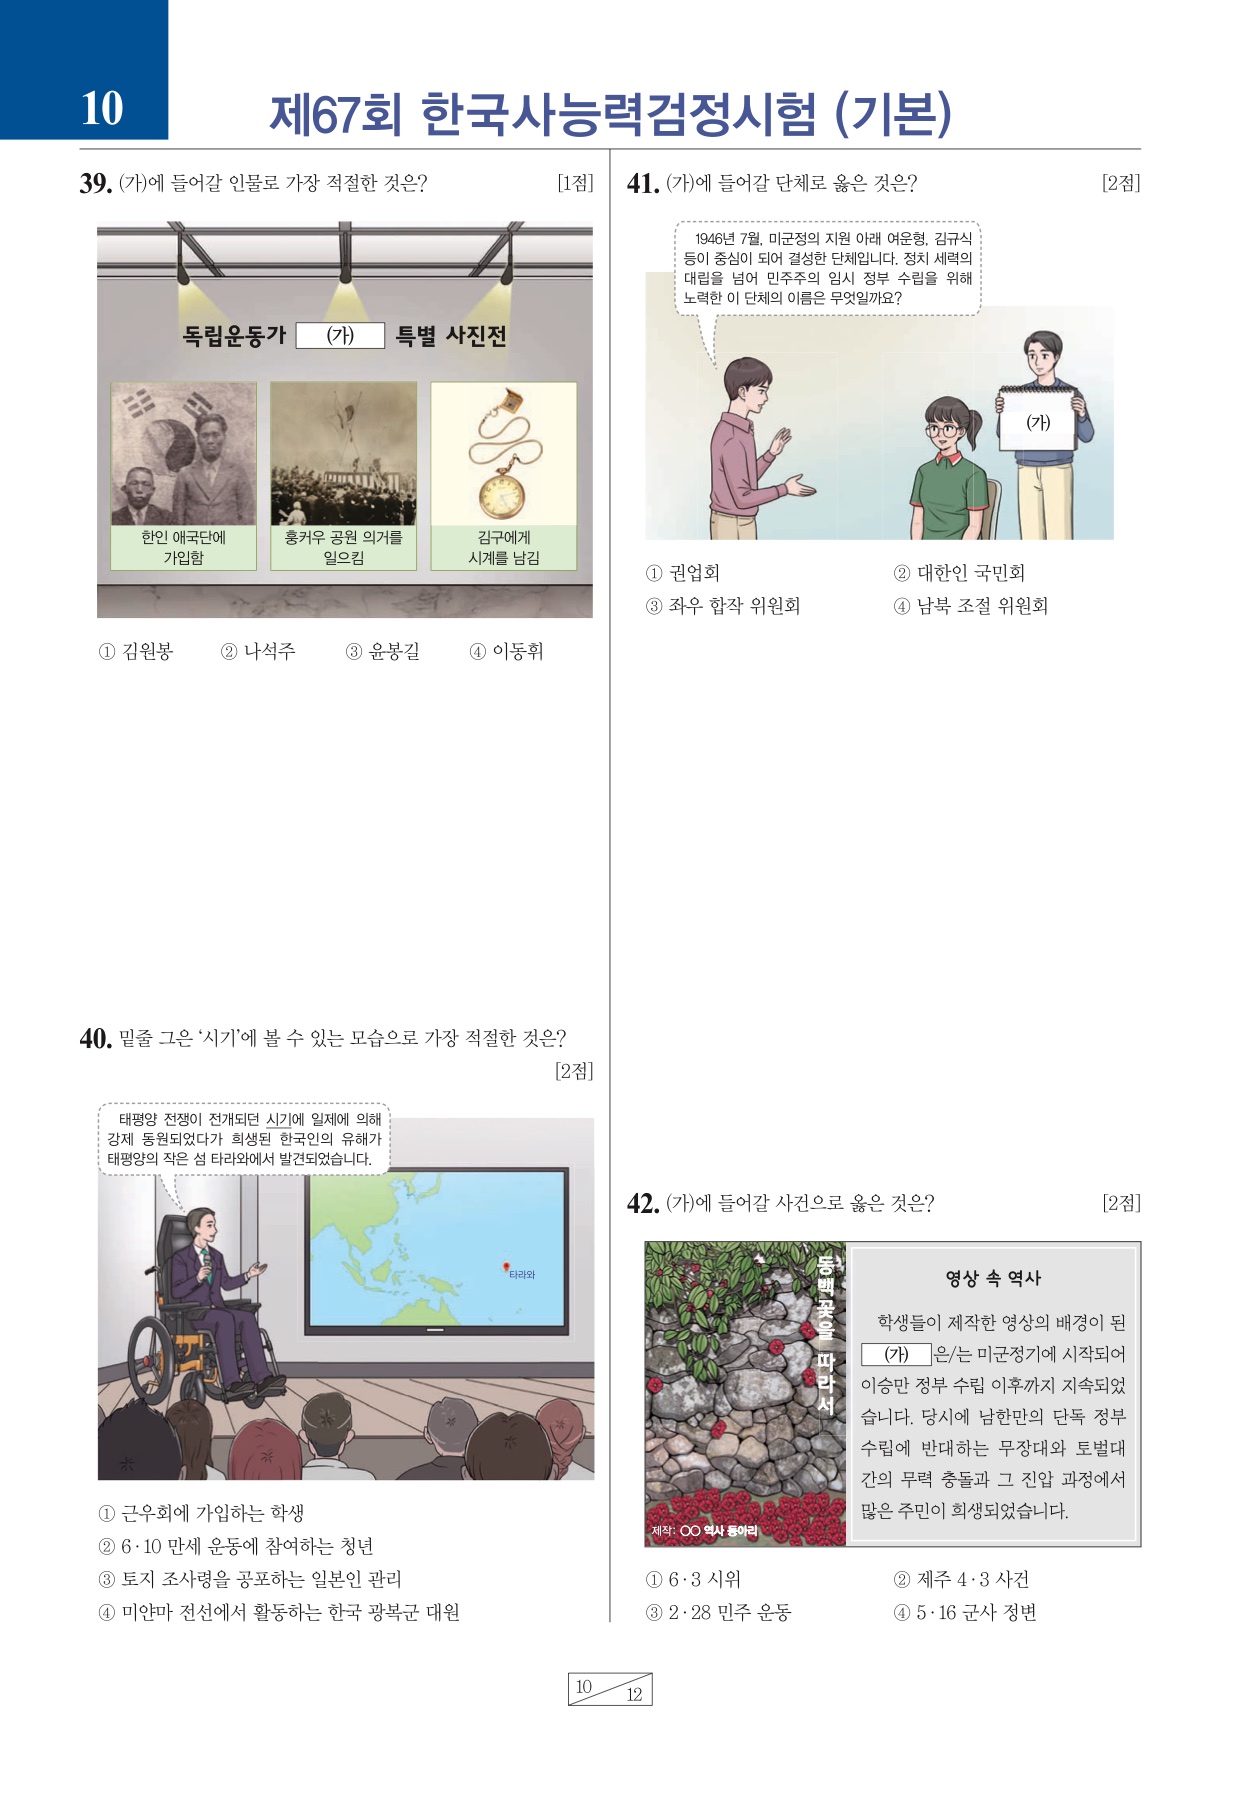 10
제67회 한국사능력검정시험 (기본)
39. (가)에 들어갈 인물로 가장 적절한 것은? [1점]
독립운동가 (가) 특별 사진전
한인 애국단에
가입함
훙커우 공원 의거를
일으킴
김구에게
시계를 남김
① 김원봉 ② 나석주 ③ 윤봉길 ④ 이동휘
40. 밑줄 그은 ‘시기’에 볼 수 있는 모습으로 가장 적절한 것은?
[2점]
태평양 전쟁이 전개되던 시기에 일제에 의해
강제 동원되었다가 희생된 한국인의 유해가
태평양의 작은 섬 타라와에서 발견되었습니다.
타라와
① 근우회에 가입하는 학생
② 6·10 만세 운동에 참여하는 청년
③ 토지 조사령을 공포하는 일본인 관리
④ 미얀마 전선에서 활동하는 한국 광복군 대원
41. (가)에 들어갈 단체로 옳은 것은? [2점]
1946년 7월, 미군정의 지원 아래 여운형, 김규식
등이 중심이 되어 결성한 단체입니다. 정치 세력의
대립을 넘어 민주주의 임시 정부 수립을 위해
노력한 이 단체의 이름은 무엇일까요?
(가)
① 권업회 ② 대한인 국민회
③ 좌우 합작 위원회 ④ 남북 조절 위원회
42. (가)에 들어갈 사건으로 옳은 것은? [2점]
동백꽃을 따라서
제작: ○○ 역사 동아리
영상 속 역사
학생들이 제작한 영상의 배경이 된
(가) 은/는 미군정기에 시작되어
이승만 정부 수립 이후까지 지속되었
습니다. 당시에 남한만의 단독 정부
수립에 반대하는 무장대와 토벌대
간의 무력 충돌과 그 진압 과정에서
많은 주민이 희생되었습니다.
① 6·3 시위 ② 제주 4·3 사건
③ 2·28 민주 운동 ④ 5·16 군사 정변
10 12